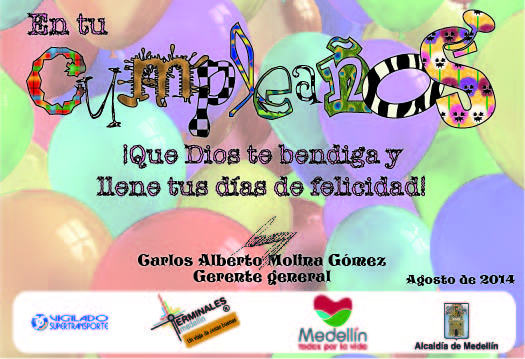 En tu
Cumpleaños
¡Que Dios te bendiga y
llene tus días de felicidad!
Carlos Alberto Molina Gómez
Gerente general
Agosto de 2014
VIGILADO
SUPERTRANSPORTE
TERMINALES
medellín
Un viaje de cosas buenas
Medellín
todos por la vida
Alcaldía de Medellín